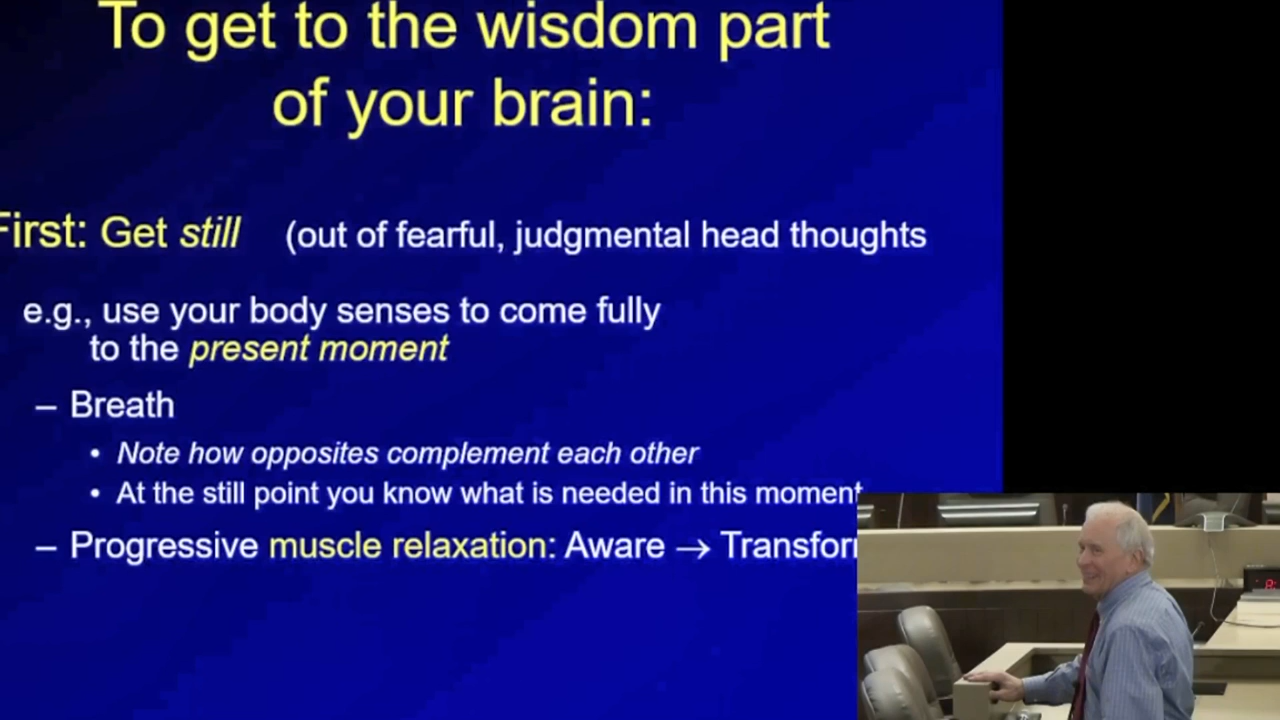 To get to the wisdom part
of your brain:
First: Get still (out of fearful, judgmental head thoughts
e.g., use your body senses to come fully
to the present moment
– Breath
• Note how opposites complement each other
• At the still point you know what is needed in this moment
– Progressive muscle relaxation: Aware → Transfor